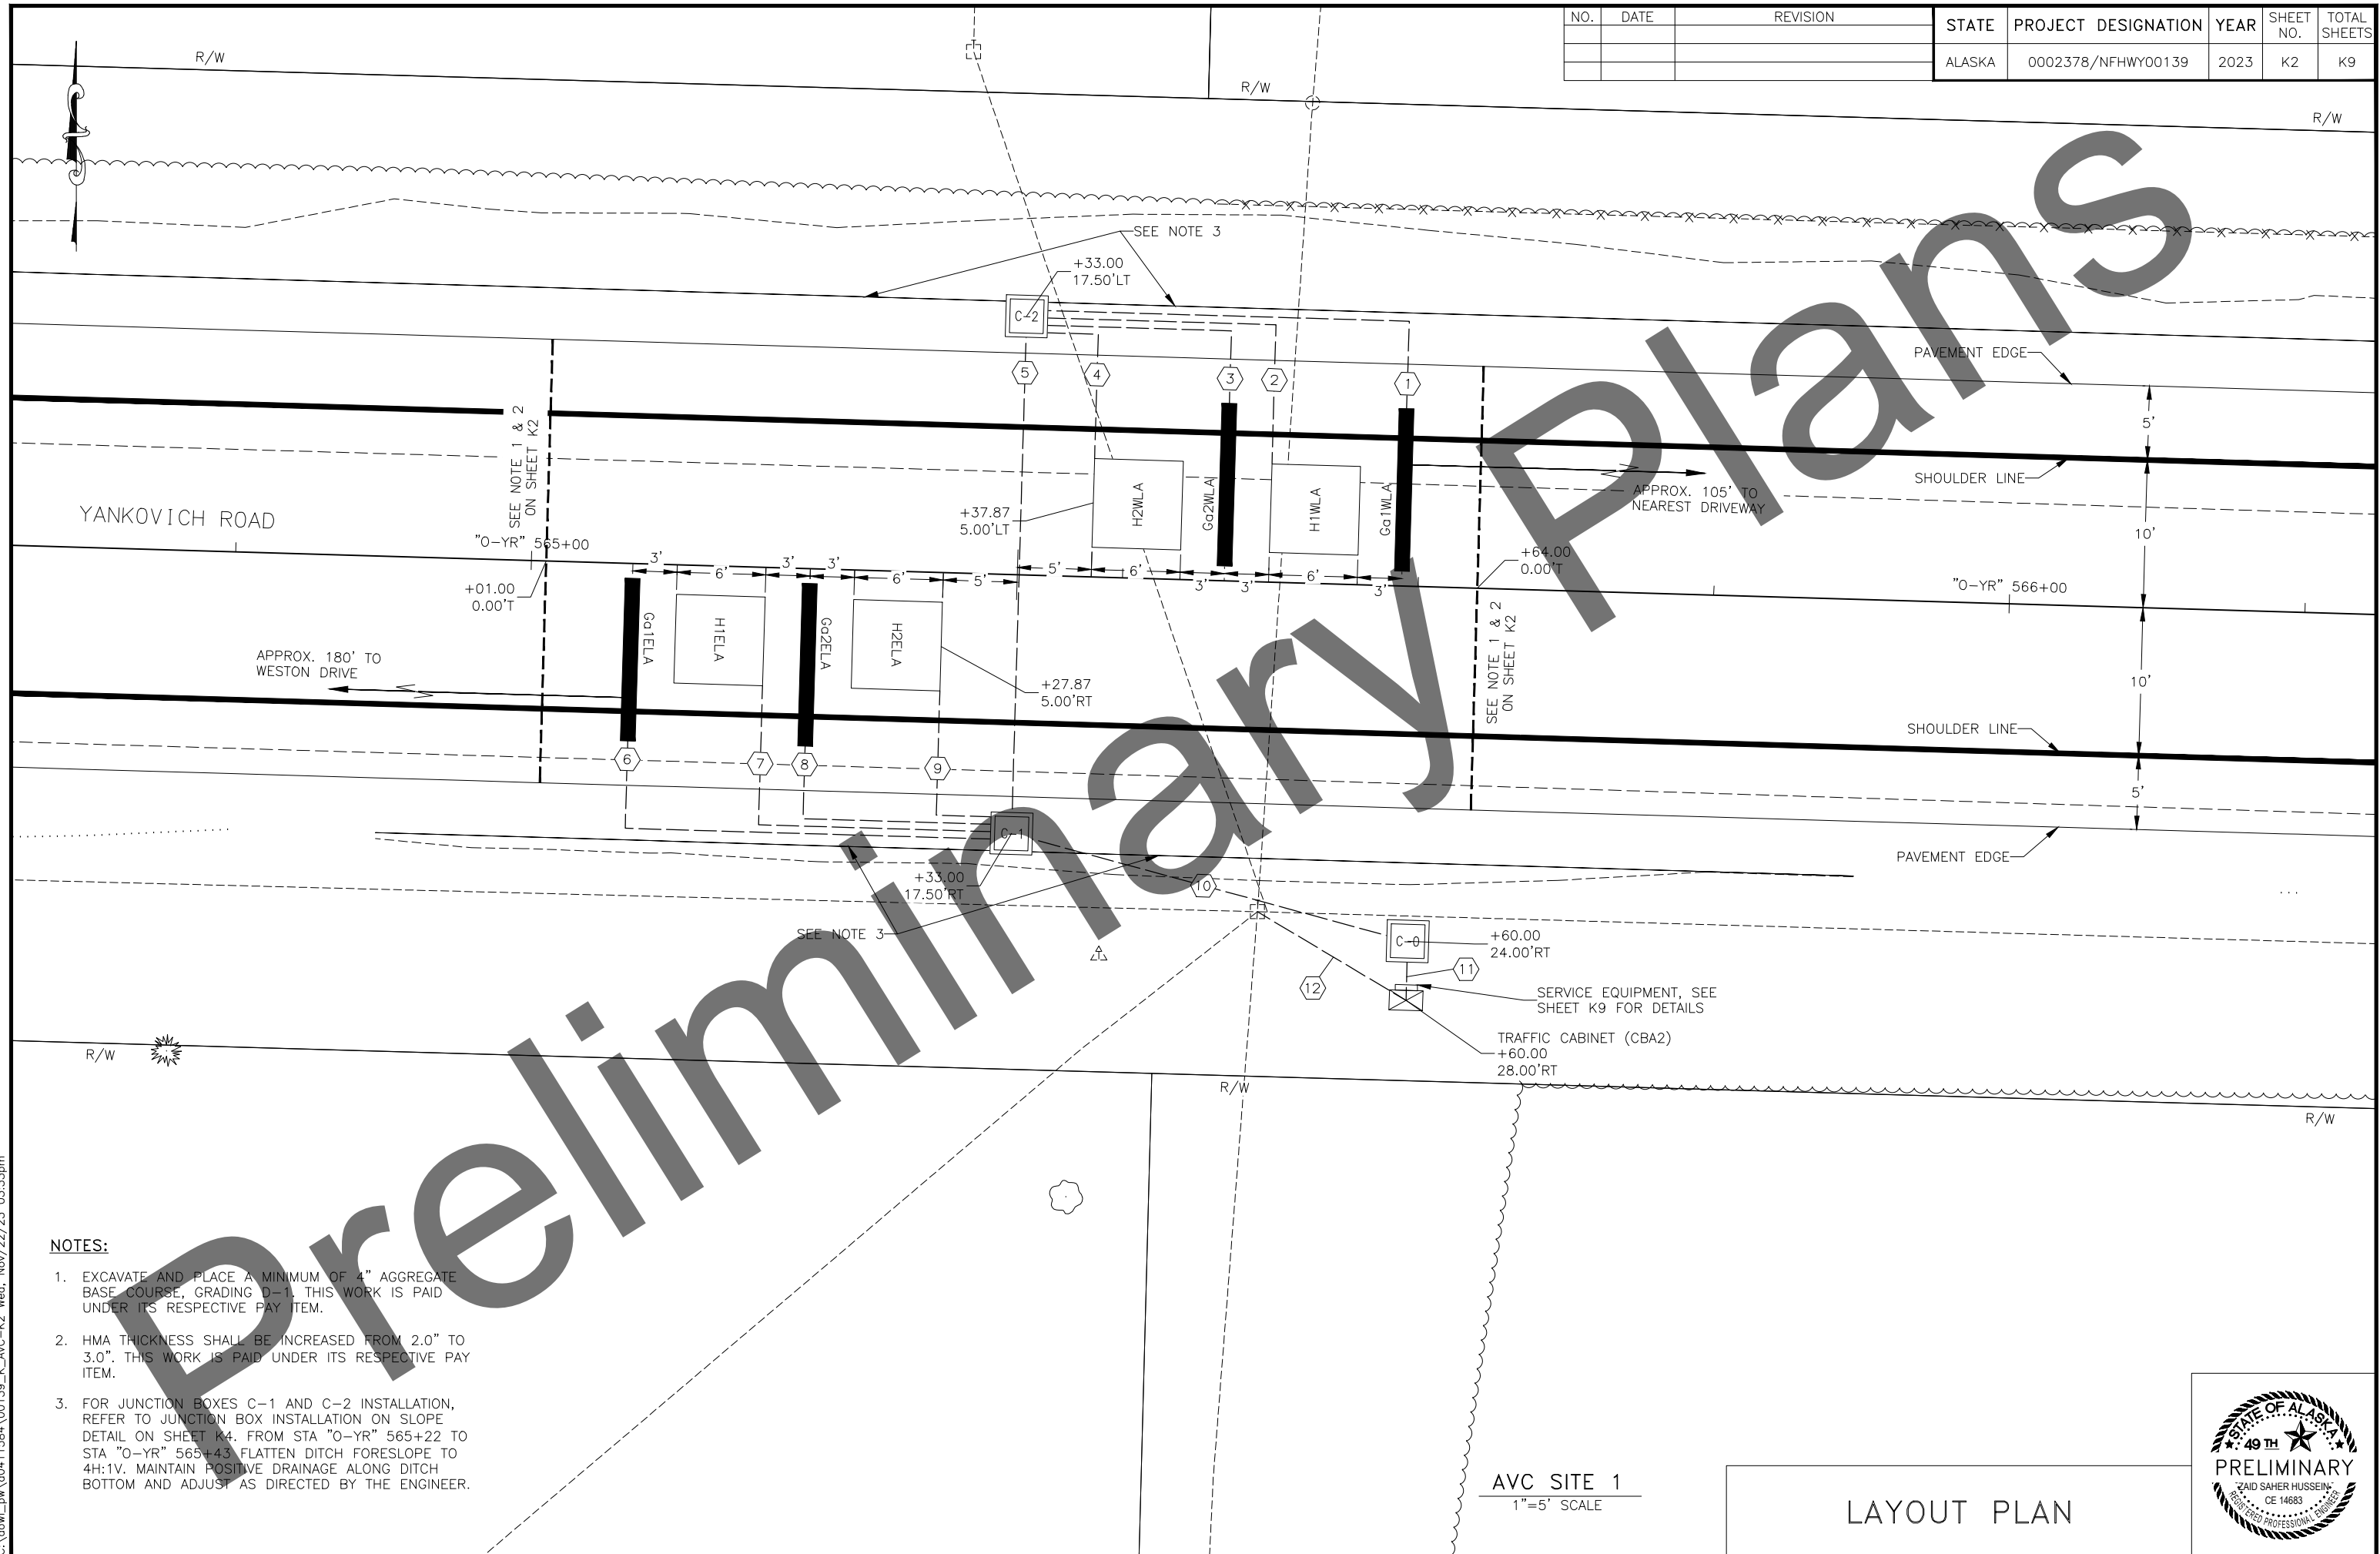 NO. DATE REVISION
STATE PROJECT DESIGNATION YEAR SHEET NO. TOTAL SHEETS
ALASKA 0002378/NFHWY00139 2023 K2 K9
R/W
R/W
R/W
SEE NOTE 3
+33.00
17.50'LT
C-2
5 4 3 2 1
PAVEMENT EDGE
5'
SHOULDER LINE
SEE NOTE 1 & 2
ON SHEET K2
H2WLA
Ga2WLA
H1WLA
Ga1WLA
APPROX. 105' TO
NEAREST DRIVEWAY
YANKOVICH ROAD
+37.87
5.00'LT
10'
"O-YR" 565+00
3' 6' 3' 3' 6' 5' 5' 6' 3' 3' 6' 3'
+64.00
0.00'T
+01.00
0.00'T
"O-YR" 566+00
Ga1ELA
H1ELA
Ga2ELA
H2ELA
SEE NOTE 1 & 2
ON SHEET K2
APPROX. 180' TO
WESTON DRIVE
+27.87
5.00'RT
10'
SHOULDER LINE
6 7 8 9
5'
C-1
PAVEMENT EDGE
+33.00
17.50'RT
10
SEE NOTE 3
C-0
+60.00
24.00'RT
11
12
SERVICE EQUIPMENT, SEE
SHEET K9 FOR DETAILS
TRAFFIC CABINET (CBA2)
+60.00
28.00'RT
R/W
R/W
R/W
Preliminary Plans
NOTES:
1. EXCAVATE AND PLACE A MINIMUM OF 4" AGGREGATE
BASE COURSE, GRADING D-1. THIS WORK IS PAID
UNDER ITS RESPECTIVE PAY ITEM.
2. HMA THICKNESS SHALL BE INCREASED FROM 2.0" TO
3.0". THIS WORK IS PAID UNDER ITS RESPECTIVE PAY
ITEM.
3. FOR JUNCTION BOXES C-1 AND C-2 INSTALLATION,
REFER TO JUNCTION BOX INSTALLATION ON SLOPE
DETAIL ON SHEET K4. FROM STA "O-YR" 565+22 TO
STA "O-YR" 565+43 FLATTEN DITCH FORESLOPE TO
4H:1V. MAINTAIN POSITIVE DRAINAGE ALONG DITCH
BOTTOM AND ADJUST AS DIRECTED BY THE ENGINEER.
AVC SITE 1
1"=5' SCALE
LAYOUT PLAN
STATE OF ALASKA
49 TH
PRELIMINARY
ZAID SAHER HUSSEIN
CE 14683
REGISTERED PROFESSIONAL ENGINEER